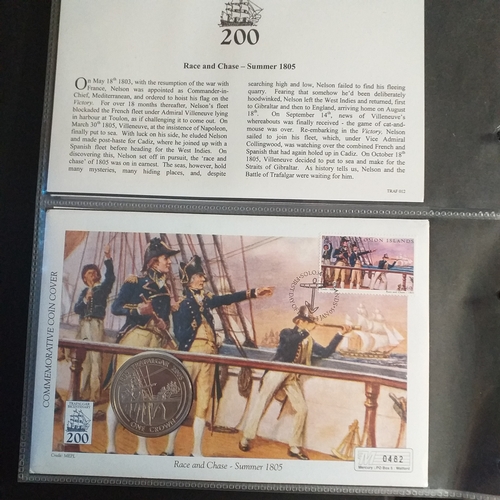 200
Race and Chase - Summer 1805
On May 18th 1803, with the resumption of the war with
France, Nelson was appointed as Commander-in-
Chief, Mediterranean, and ordered to hoist his flag on the
Victory. For over 18 months thereafter, Nelson's fleet
blockaded the French fleet under Admiral Villeneuve lying
in harbour at Toulon, as if challenging it to come out. On
March 30th 1805, Villeneuve, at the insistence of Napoleon,
finally put to sea. With luck on his side, he eluded Nelson
and made post-haste for Cadiz, where he joined up with a
Spanish fleet before heading for the West Indies. On
discovering this, Nelson set off in pursuit, the 'race and
chase' of 1805 was on in earnest. The seas, however, hold
many mysteries, many hiding places, and, despite
searching high and low, Nelson failed to find his fleeing
quarry. Fearing that somehow he'd been deliberately
hoodwinked, Nelson left the West Indies and returned, first
to Gibraltar and then to England, arriving home on August
18th. On September 14th, news of Villeneuve's
whereabouts was finally received - the game of cat-and-
mouse was over. Re-embarking in the Victory, Nelson
sailed to join his fleet, which, under Vice Admiral
Collingwood, was watching over the combined French and
Spanish that had again holed up in Cadiz. On October 18th
1805, Villeneuve decided to put to sea and make for the
Straits of Gibraltar. As history tells us, Nelson and the
Battle of Trafalgar were waiting for him.
COMMEMORATIVE COIN COVER
SOLOMON ISLANDS
ONE CROWN
TRAFALGAR
200
Race and Chase - Summer 1805
0482